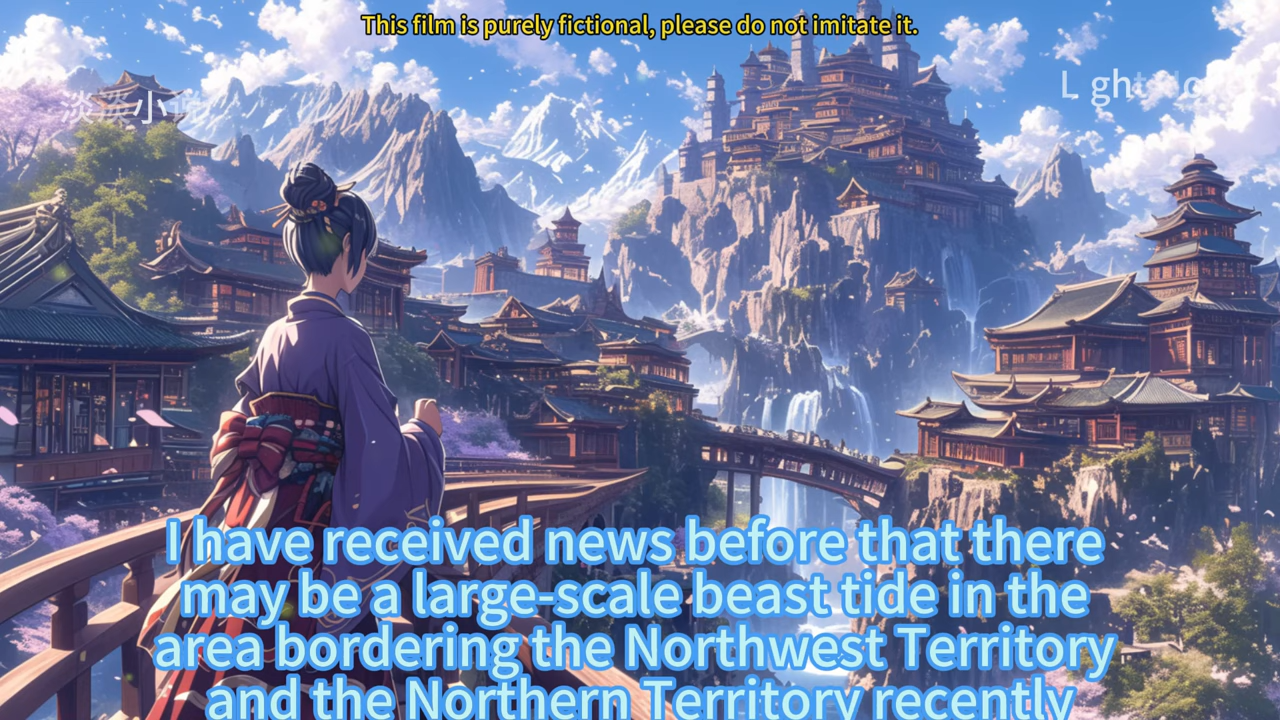 This film is purely fictional, please do not imitate it.
小
I have received news before that there
may be a large-scale beast tide in the
area bordering the Northwest Territory
and the Northern Territory recently